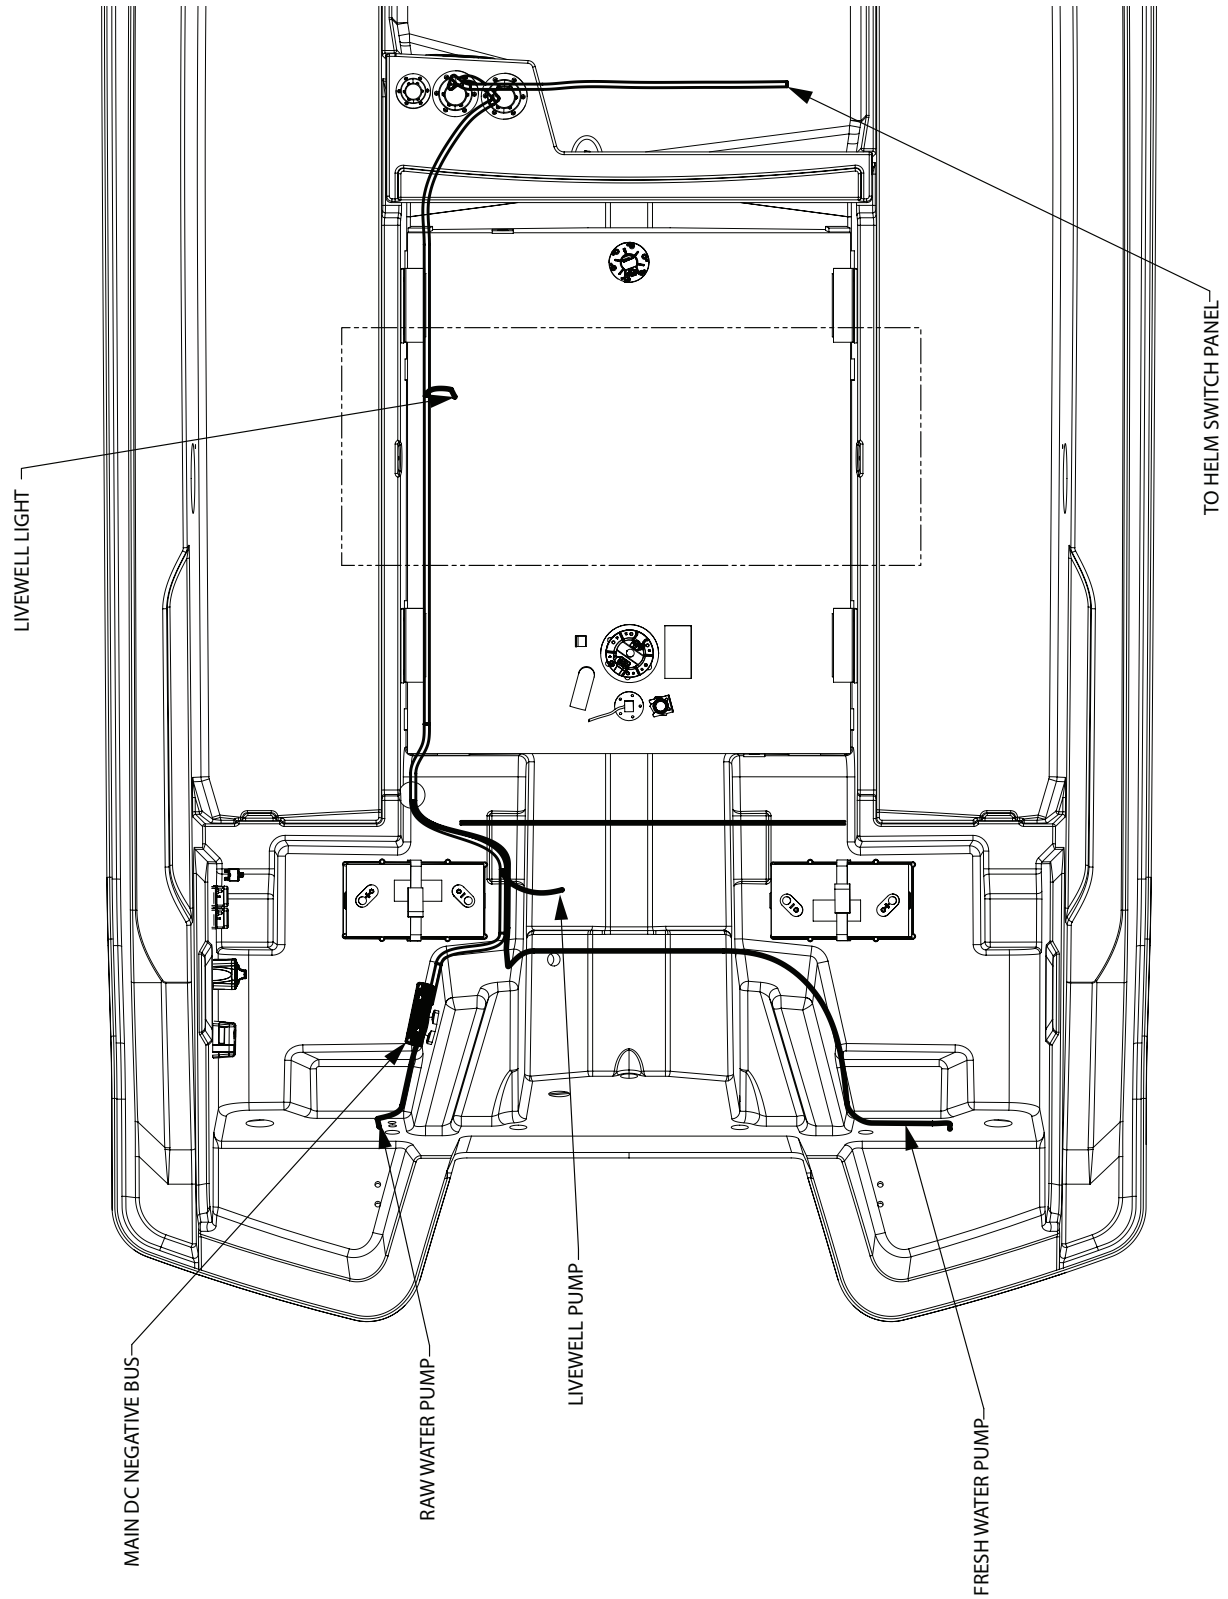 LIVEWELL LIGHT
TO HELM SWITCH PANEL
MAIN DC NEGATIVE BUS
RAW WATER PUMP
LIVEWELL PUMP
FRESH WATER PUMP